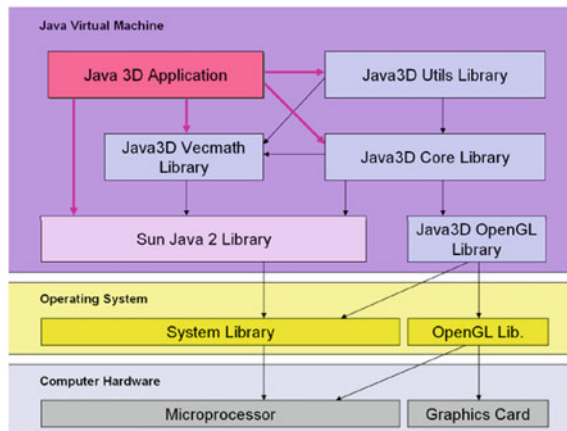 Java Virtual Machine
Java 3D Application
Java3D Utils Library
Java3D Vecmath
Library
Java3D Core Library
Sun Java 2 Library
Java3D OpenGL
Library
Operating System
System Library
OpenGL Lib.
Computer Hardware
Microprocessor
Graphics Card